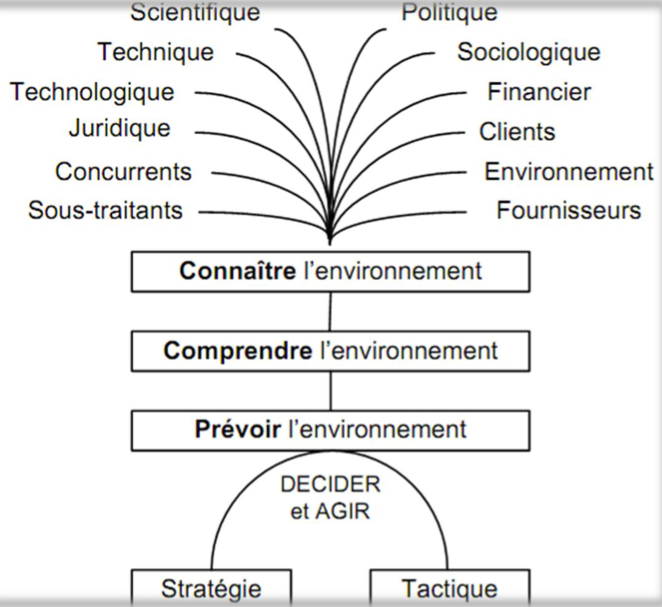 Scientifique
Politique
Technique
Sociologique
Technologique
Financier
Juridique
Clients
Concurrents
Environnement
Sous-traitants
Fournisseurs
Connaître l'environnement
Comprendre l'environnement
Prévoir l'environnement
DECIDER
et AGIR
Stratégie
Tactique